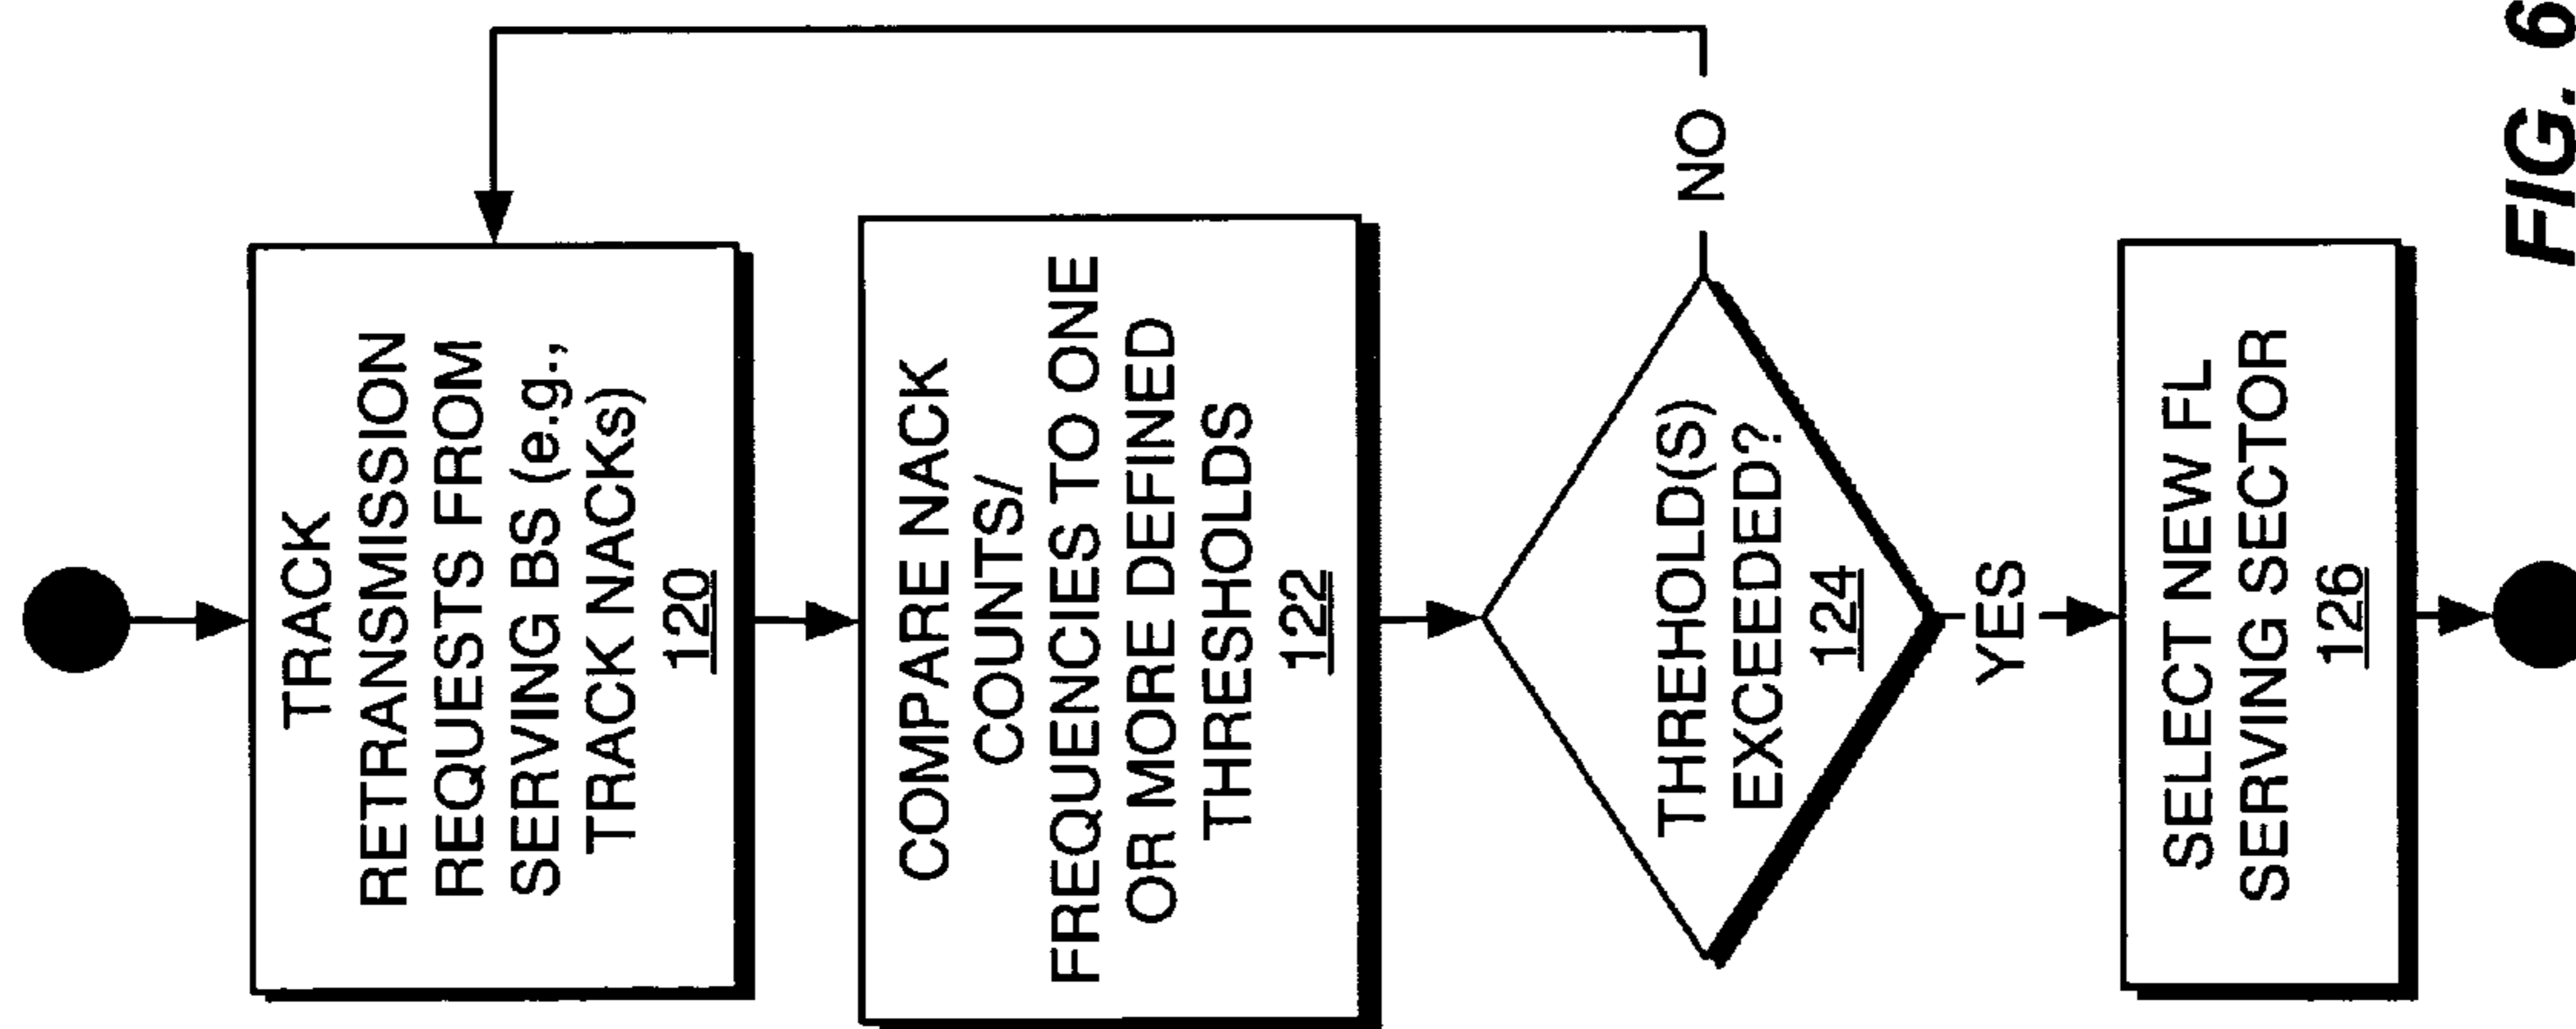 TRACK
RETRANSMISSION
REQUESTS FROM
SERVING BS (e.g.,
TRACK NACKs)
120
COMPARE NACK
COUNTS/
FREQUENCIES TO ONE
OR MORE DEFINED
THRESHOLDS
122
THREHOLD(S)
EXCEEDED?
124
NO
YES
SELECT NEW FL
SERVING SECTOR
126
FIG. 6